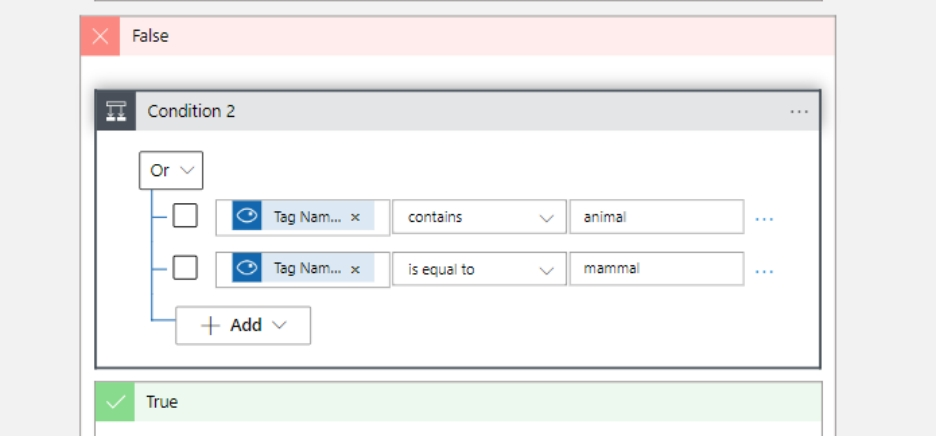 False
Condition 2
Or
Tag Nam... contains animal
Tag Nam... is equal to mammal
Add
True